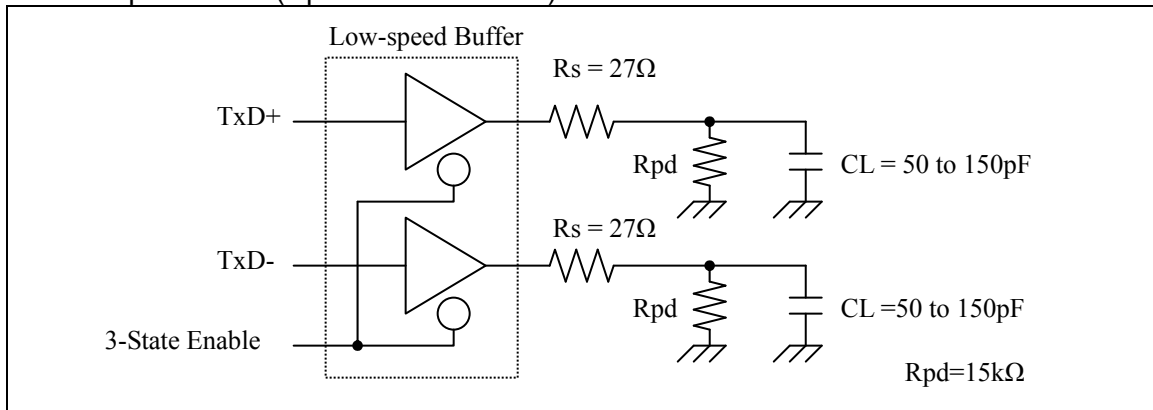 Low-speed Buffer
Rs = 27Ω
TxD+
Rpd
CL = 50 to 150pF
Rs = 27Ω
TxD-
Rpd
CL =50 to 150pF
3-State Enable
Rpd=15kΩ